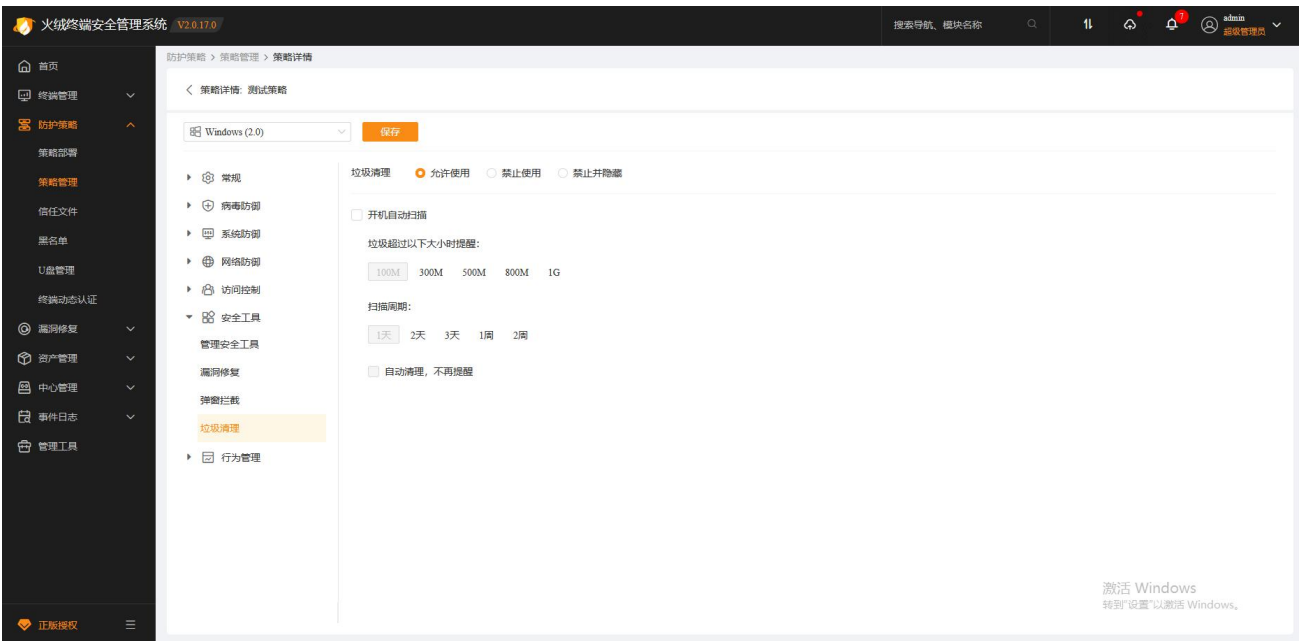 火绒终端安全管理系统 V2.0.17.0
搜索导航、模块名称
7
admin
超级管理员
首页
终端管理
防护策略
策略部署
策略管理
信任文件
黑名单
U盘管理
终端动态认证
漏洞修复
资产管理
中心管理
事件日志
管理工具
正版授权
防护策略 > 策略管理 > 策略详情
策略详情: 测试策略
Windows (2.0)
保存
常规
病毒防御
系统防御
网络防御
访问控制
安全工具
管理安全工具
漏洞修复
弹窗拦截
垃圾清理
行为管理
垃圾清理 允许使用 禁止使用 禁止并隐藏
开机自动扫描
垃圾超过以下大小时提醒:
100M 300M 500M 800M 1G
扫描周期:
1天 2天 3天 1周 2周
自动清理，不再提醒
激活 Windows
转到"设置"以激活 Windows。